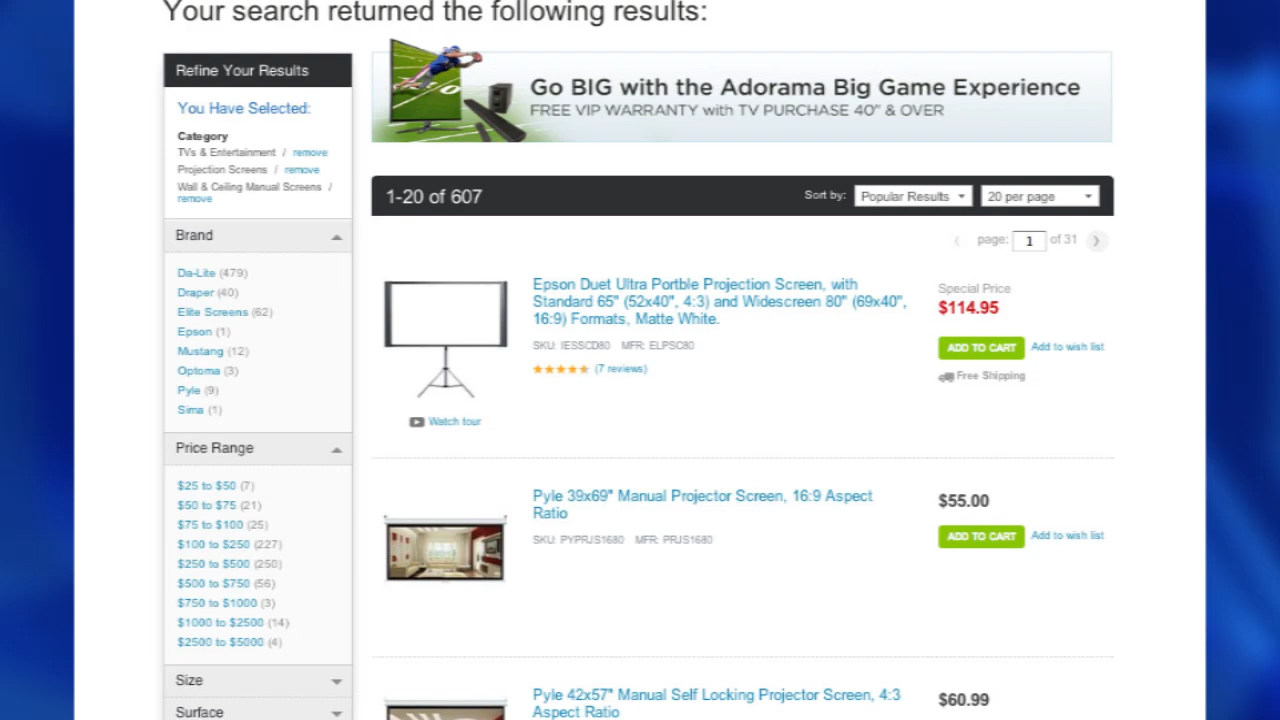 Your search returned the following results:
Refine Your Results
You Have Selected:
Category
TVs & Entertainment / remove
Projection Screens / remove
Wall & Ceiling Manual Screens /
remove
Brand
Da-Lite (479)
Draper (40)
Elite Screens (62)
Epson (1)
Mustang (12)
Optoma (3)
Pyle (9)
Sima (1)
Price Range
$25 to $50 (7)
$50 to $75 (21)
$75 to $100 (25)
$100 to $250 (227)
$250 to $500 (250)
$500 to $750 (56)
$750 to $1000 (3)
$1000 to $2500 (14)
$2500 to $5000 (4)
Size
Surface
Go BIG with the Adorama Big Game Experience
FREE VIP WARRANTY with TV PURCHASE 40" & OVER
1-20 of 607
Sort by: Popular Results 20 per page
page: 1 of 31
Epson Duet Ultra Portble Projection Screen, with
Standard 65" (52x40", 4:3) and Widescreen 80" (69x40",
16:9) Formats, Matte White.
SKU: IESSCD80 MFR: ELPSC80
(7 reviews)
Watch tour
Special Price
$114.95
ADD TO CART Add to wish list
Free Shipping
Pyle 39x69" Manual Projector Screen, 16:9 Aspect
Ratio
SKU: PYPRJS1680 MFR: PRJS1680
$55.00
ADD TO CART Add to wish list
Pyle 42x57" Manual Self Locking Projector Screen, 4:3
Aspect Ratio
$60.99